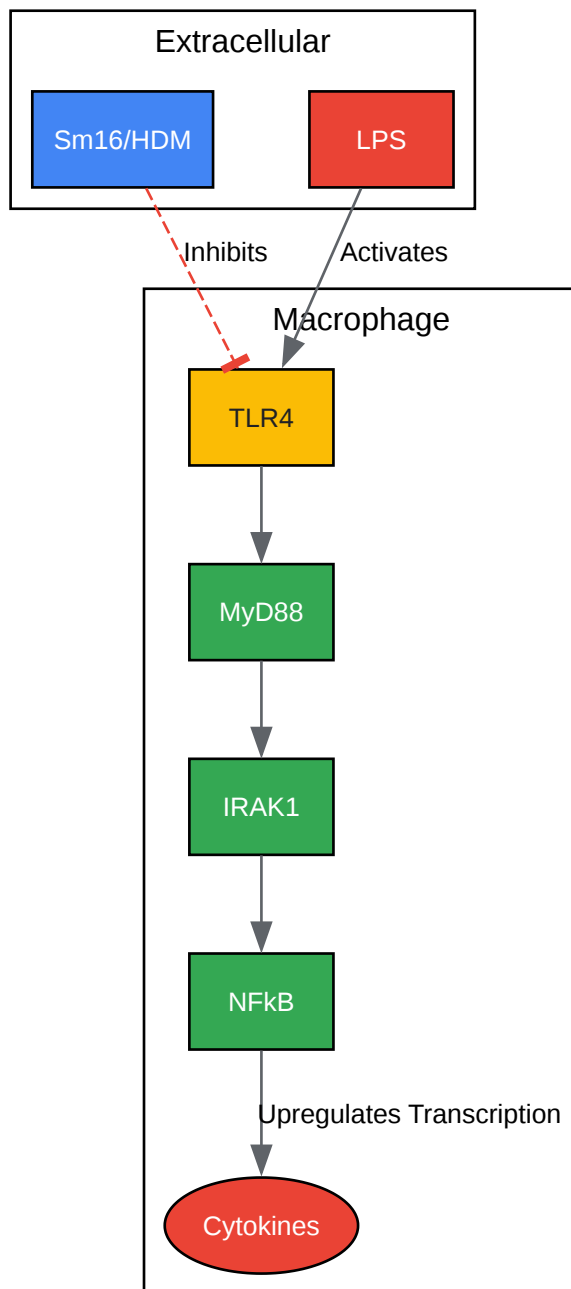 Extracellular
Sm16/HDM
LPS
Inhibits
Activates
Macrophage
TLR4
MyD88
IRAK1
NFkB
Upregulates Transcription
Cytokines